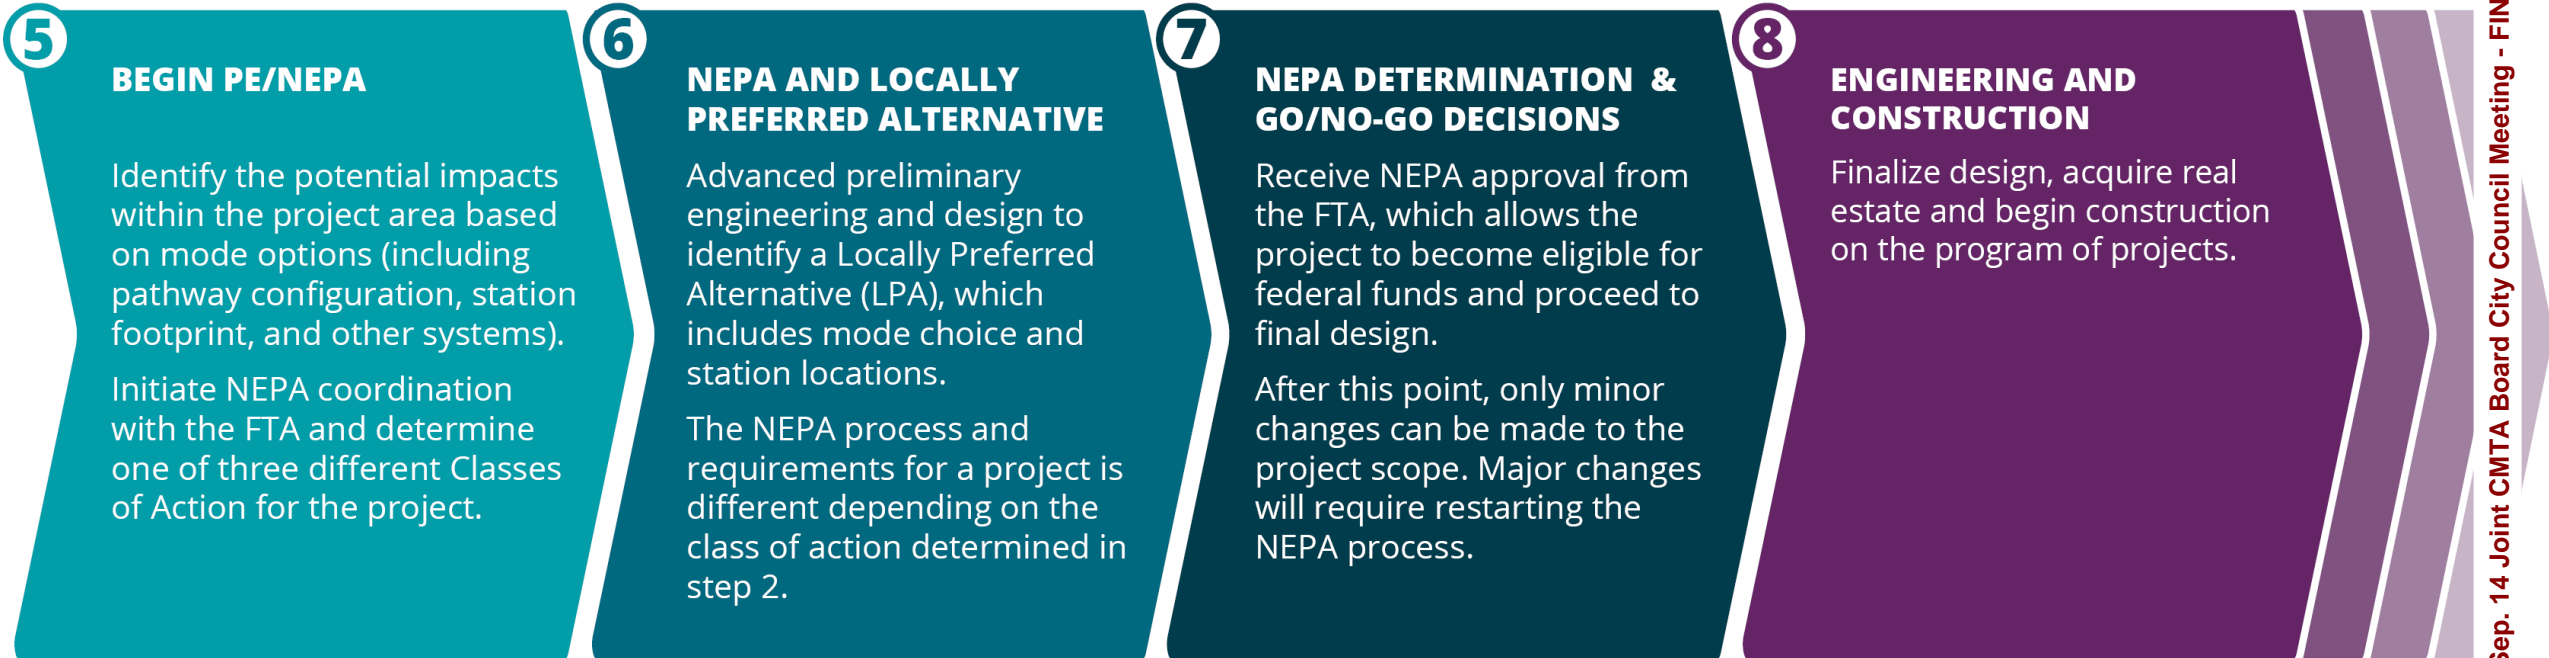 5
BEGIN PE/NEPA
Identify the potential impacts
within the project area based
on mode options (including
pathway configuration, station
footprint, and other systems).
Initiate NEPA coordination
with the FTA and determine
one of three different Classes
of Action for the project.
6
NEPA AND LOCALLY
PREFERRED ALTERNATIVE
Advanced preliminary
engineering and design to
identify a Locally Preferred
Alternative (LPA), which
includes mode choice and
station locations.
The NEPA process and
requirements for a project is
different depending on the
class of action determined in
step 2.
7
NEPA DETERMINATION &
GO/NO-GO DECISIONS
Receive NEPA approval from
the FTA, which allows the
project to become eligible for
federal funds and proceed to
final design.
After this point, only minor
changes can be made to the
project scope. Major changes
will require restarting the
NEPA process.
8
ENGINEERING AND
CONSTRUCTION
Finalize design, acquire real
estate and begin construction
on the program of projects.
Sep. 14 Joint CMTA Board City Council Meeting - FIN